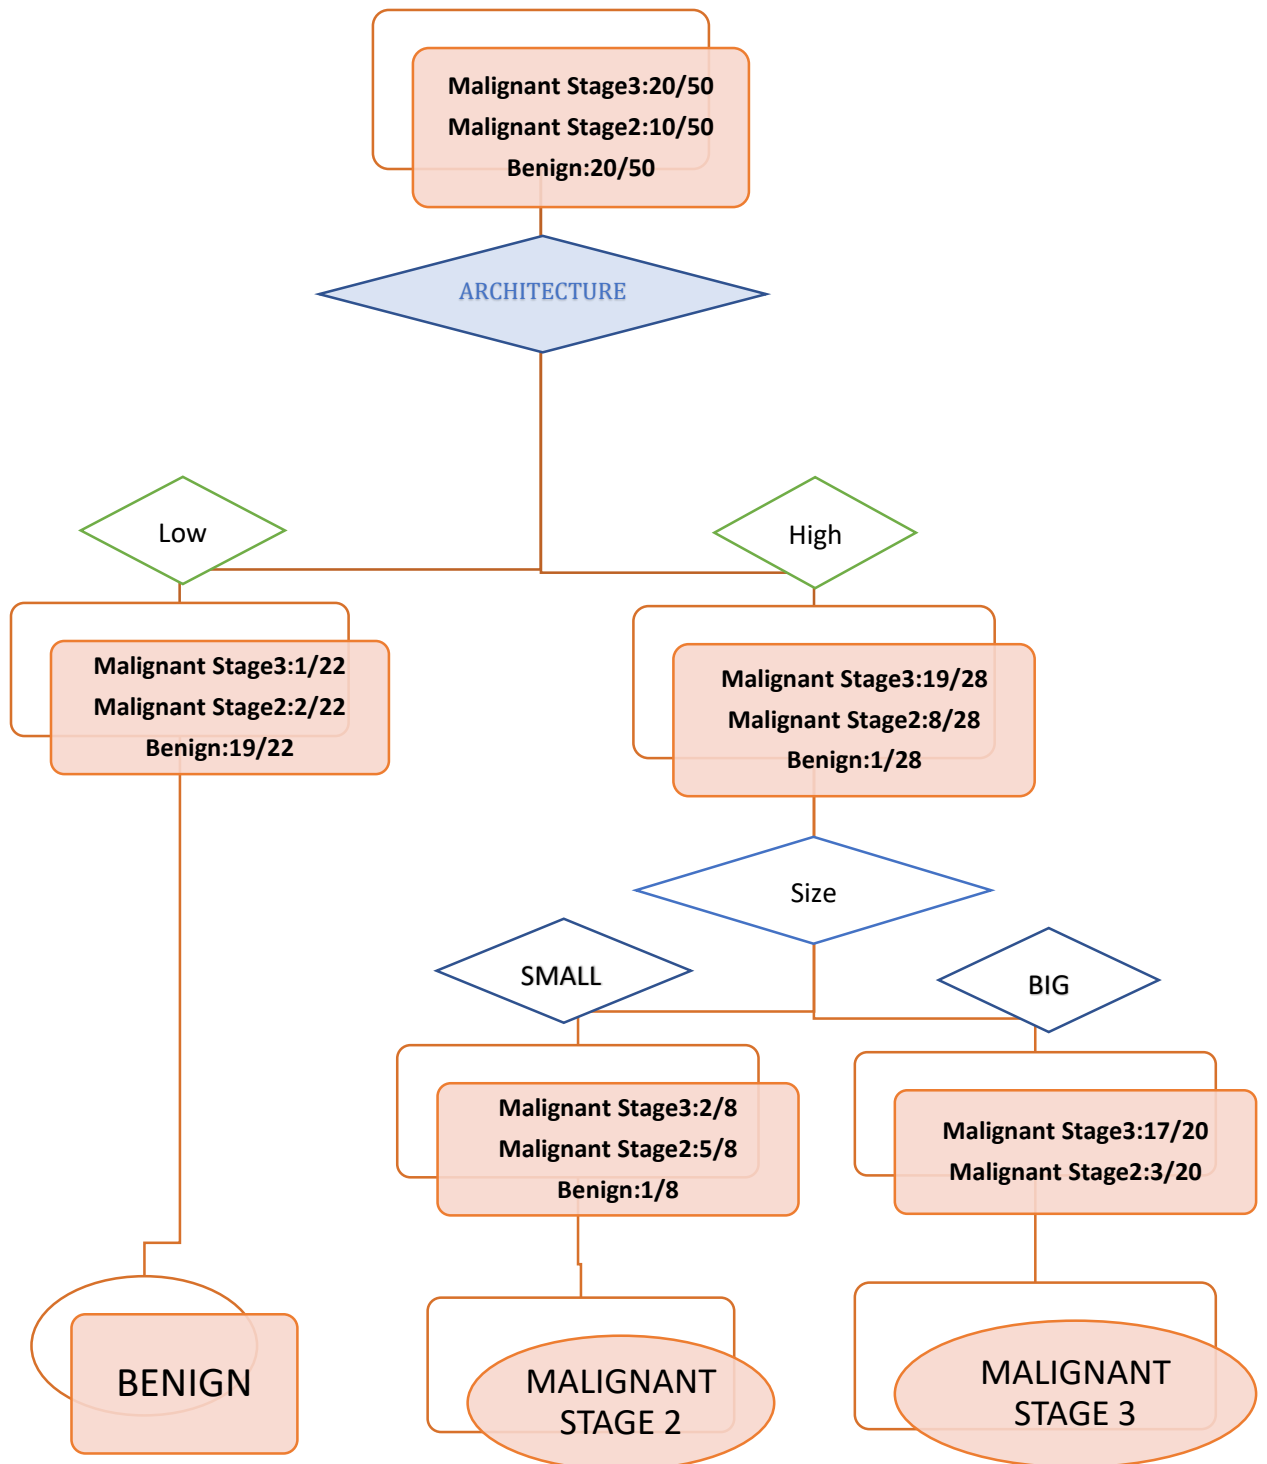 Malignant Stage3:20/50
Malignant Stage2:10/50
Benign:20/50
ARCHITECTURE
Low
High
Malignant Stage3:1/22
Malignant Stage2:2/22
Benign:19/22
Malignant Stage3:19/28
Malignant Stage2:8/28
Benign:1/28
Size
SMALL
BIG
Malignant Stage3:2/8
Malignant Stage2:5/8
Benign:1/8
Malignant Stage3:17/20
Malignant Stage2:3/20
BENIGN
MALIGNANT
STAGE 2
MALIGNANT
STAGE 3